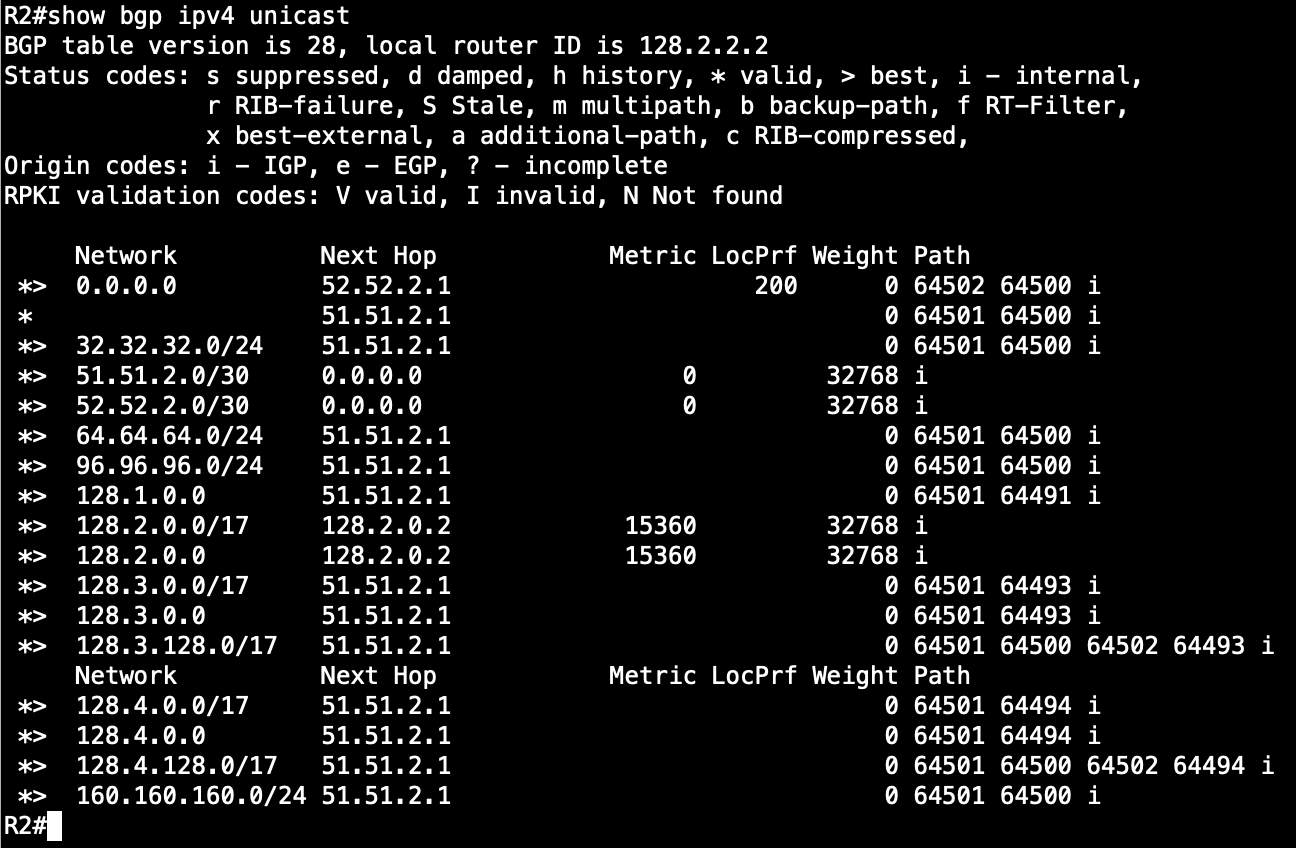 R2#show bgp ipv4 unicast
BGP table version is 28, local router ID is 128.2.2.2
Status codes: s suppressed, d damped, h history, * valid, > best, i - internal,
              r RIB-failure, S Stale, m multipath, b backup-path, f RT-Filter,
              x best-external, a additional-path, c RIB-compressed,
Origin codes: i - IGP, e - EGP, ? - incomplete
RPKI validation codes: V valid, I invalid, N Not found

     Network          Next Hop            Metric LocPrf Weight Path
 *>  0.0.0.0          52.52.2.1                     200      0 64502 64500 i
 *                    51.51.2.1                              0 64501 64500 i
 *>  32.32.32.0/24    51.51.2.1                              0 64501 64500 i
 *>  51.51.2.0/30     0.0.0.0                  0         32768 i
 *>  52.52.2.0/30     0.0.0.0                  0         32768 i
 *>  64.64.64.0/24    51.51.2.1                              0 64501 64500 i
 *>  96.96.96.0/24    51.51.2.1                              0 64501 64500 i
 *>  128.1.0.0        51.51.2.1                              0 64501 64491 i
 *>  128.2.0.0/17     128.2.0.2            15360         32768 i
 *>  128.2.0.0        128.2.0.2            15360         32768 i
 *>  128.3.0.0/17     51.51.2.1                              0 64501 64493 i
 *>  128.3.0.0        51.51.2.1                              0 64501 64493 i
 *>  128.3.128.0/17   51.51.2.1                              0 64501 64500 64502 64493 i
     Network          Next Hop            Metric LocPrf Weight Path
 *>  128.4.0.0/17     51.51.2.1                              0 64501 64494 i
 *>  128.4.0.0        51.51.2.1                              0 64501 64494 i
 *>  128.4.128.0/17   51.51.2.1                              0 64501 64500 64502 64494 i
 *>  160.160.160.0/24 51.51.2.1                              0 64501 64500 i
R2#